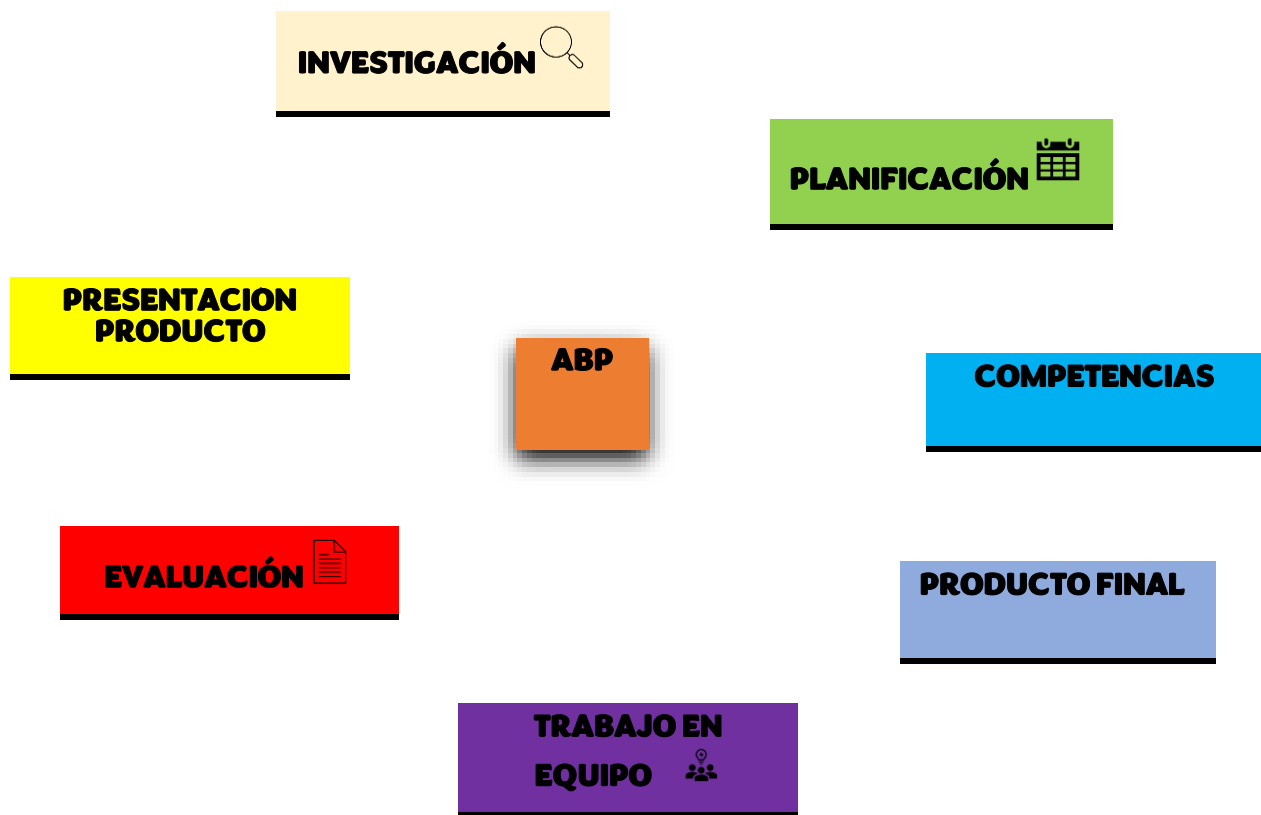 INVESTIGACIÓN
PLANIFICACIÓN
PRESENTACION
PRODUCTO
ABP
COMPETENCIAS
EVALUACIÓN
PRODUCTO FINAL
TRABAJO EN
EQUIPO